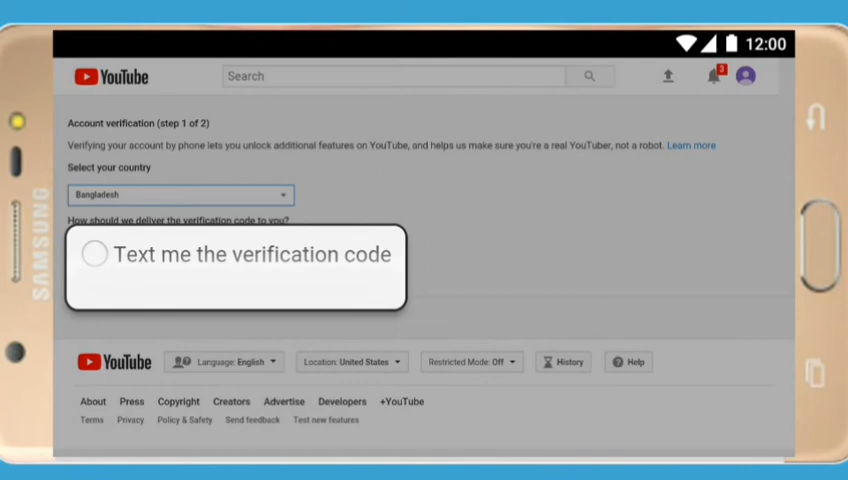 12:00
YouTube
Search
3
Account verification (step 1 of 2)
Verifying your account by phone lets you unlock additional features on YouTube, and helps us make sure you're a real YouTuber, not a robot. Learn more
Select your country
Bangladesh
How should we deliver the verification code to you?
Text me the verification code
SAMSUNG
YouTube
Language: English
Location: United States
Restricted Mode: Off
History
Help
About Press Copyright Creators Advertise Developers +YouTube
Terms Privacy Policy & Safety Send feedback Test new features